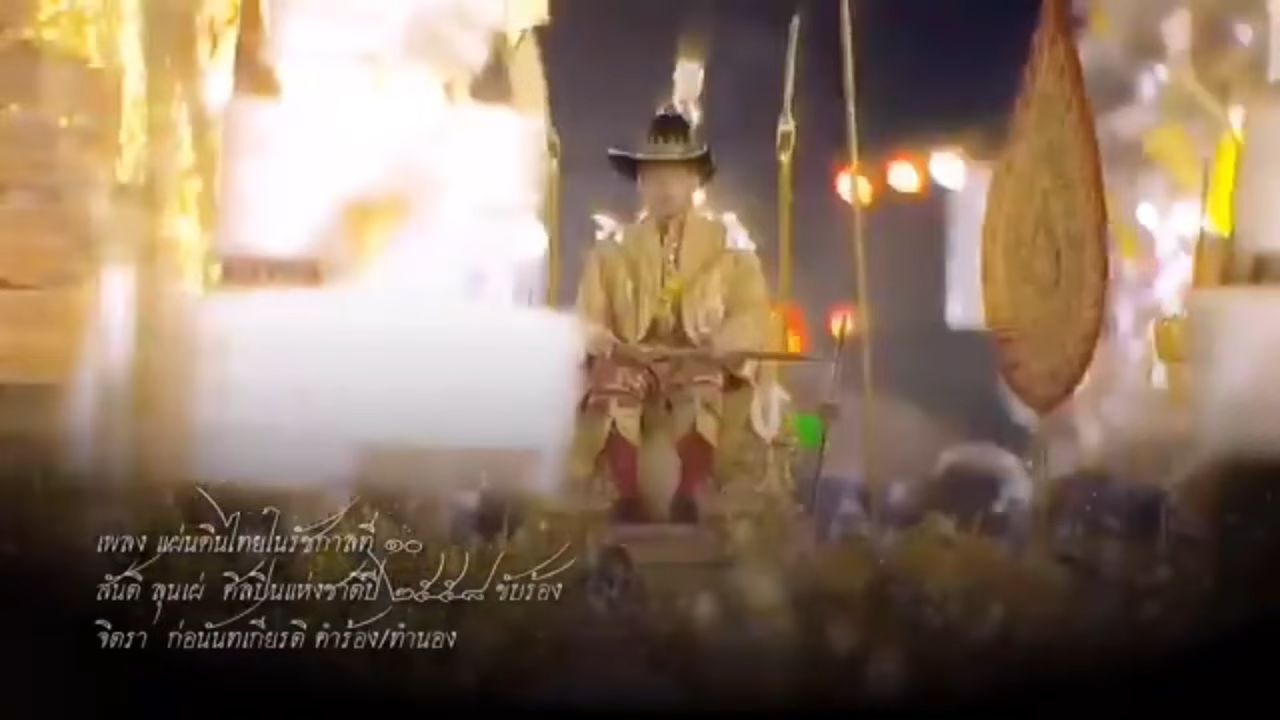 เพลง แผ่นดินไทยในรัชกาลที่ ๑๐
สันติ ลุนเผ่ ศิลปินแห่งชาติปี ๒๕๕๘ ขับร้อง
จิตรา ก่อนันทเกียรติ คำร้อง/ทำนอง